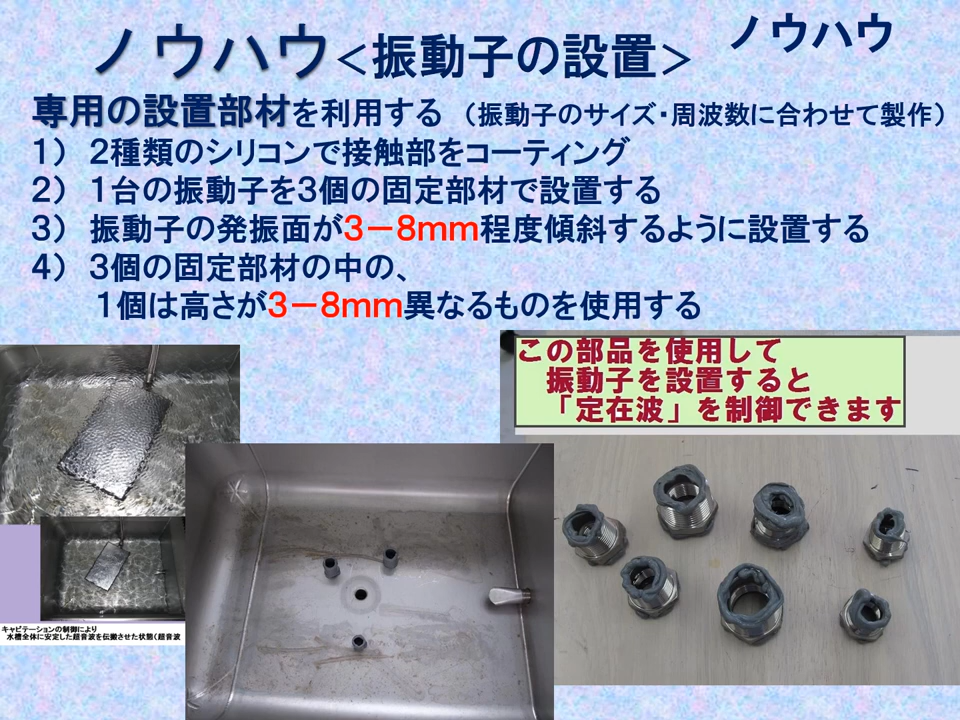 ノウハウ<振動子の設置>
ノウハウ
専用の設置部材を利用する （振動子のサイズ・周波数に合わせて製作）
１） ２種類のシリコンで接触部をコーティング
２） １台の振動子を３個の固定部材で設置する
３） 振動子の発振面が３－８ｍｍ程度傾斜するように設置する
４） ３個の固定部材の中の、
１個は高さが３－８ｍｍ異なるものを使用する
この部品を使用して
振動子を設置すると
「定在波」を制御できます
キャビテーションの制御により
水槽全体に安定した超音波を伝搬させた状態（超音波